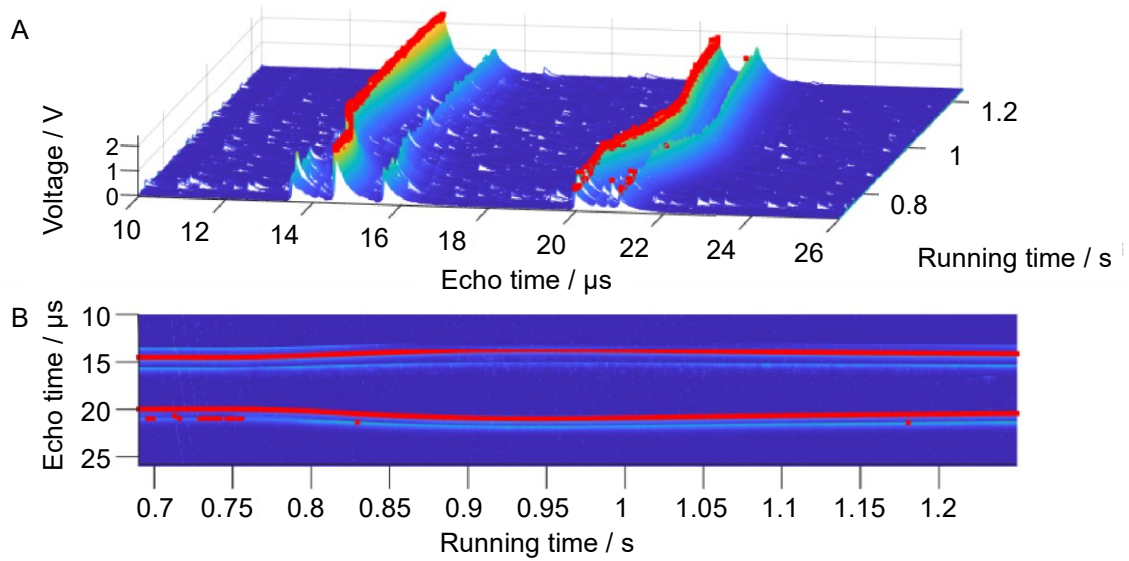 A
Voltage / V
2
1
0
10 12 14 16 18 20 22 24 26
Echo time / µs
0.8
1
1.2
Running time / s
B
Echo time / µs
10
15
20
25
0.7 0.75 0.8 0.85 0.9 0.95 1 1.05 1.1 1.15 1.2
Running time / s